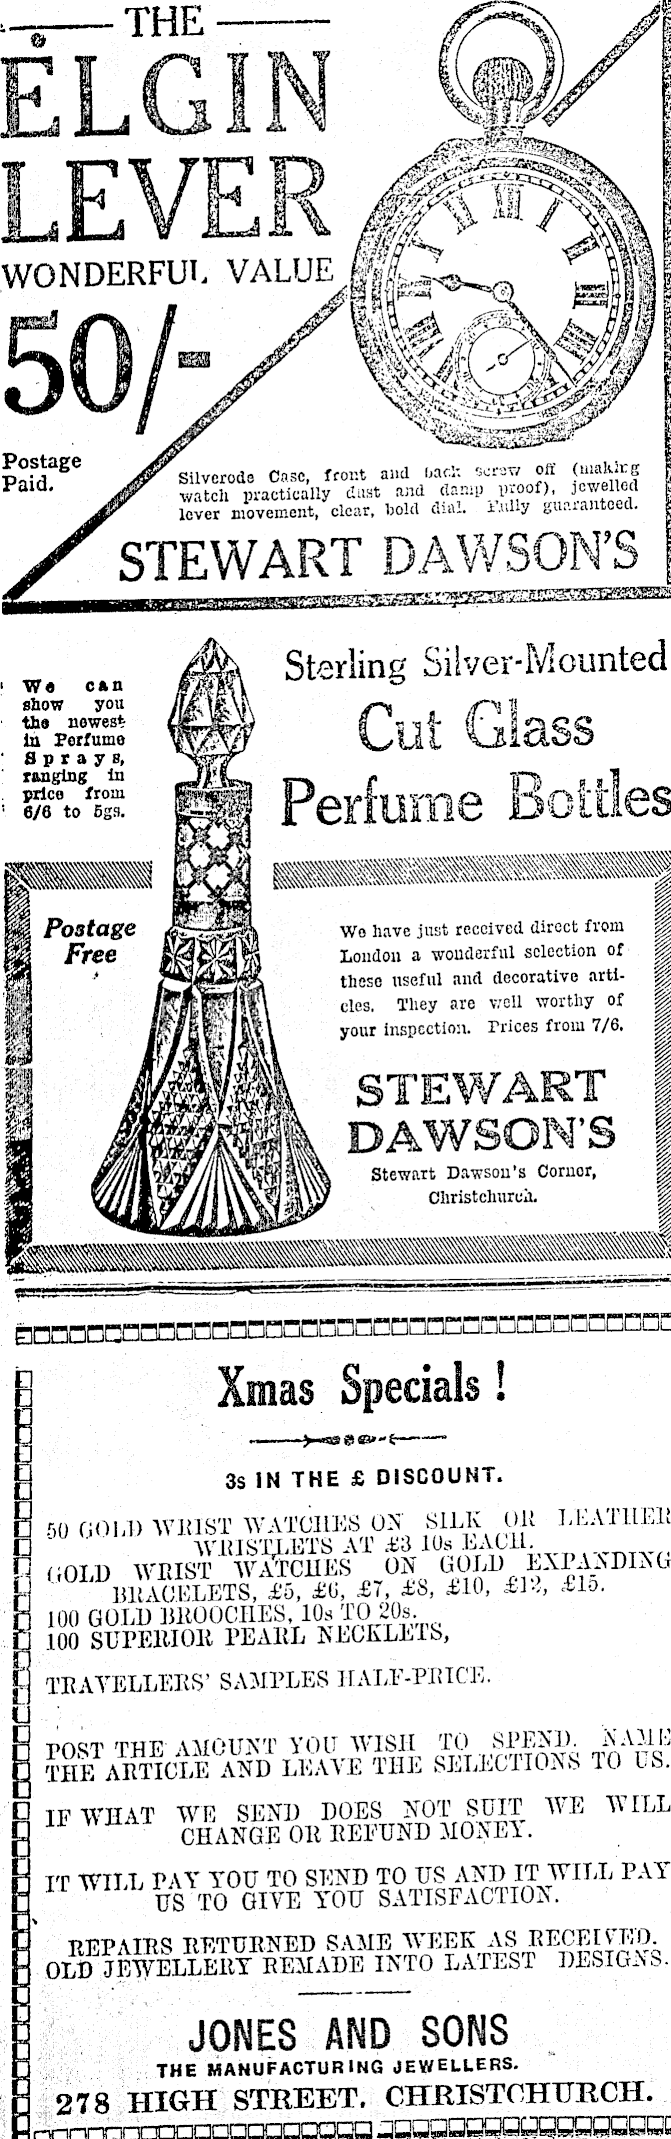 THE
ELGIN
LEVER
WONDERFUL VALUE
50/-
Postage
Paid.
Silverode Case, front and back screw off (making
watch practically dust and damp proof), jewelled
lever movement, clear, bold dial. Fully guaranteed.
STEWART DAWSON'S
We can
show you
the newest
in Perfume
Sprays,
ranging in
price from
6/6 to 5gs.
Sterling Silver-Mounted
Cut Glass
Perfume Bottles
Postage
Free
We have just received direct from
London a wonderful selection of
these useful and decorative arti-
cles. They are well worthy of
your inspection. Prices from 7/6.
STEWART
DAWSON'S
Stewart Dawson's Corner,
Christchurch.
Xmas Specials !
3s IN THE £ DISCOUNT.
50 GOLD WRIST WATCHES ON SILK OR LEATHER
WRISTLETS AT £3 10s EACH.
GOLD WRIST WATCHES ON GOLD EXPANDING
BRACELETS, £5, £6, £7, £8, £10, £12, £15.
100 GOLD BROOCHES, 10s TO 20s.
100 SUPERIOR PEARL NECKLETS,
TRAVELLERS' SAMPLES HALF-PRICE.
POST THE AMOUNT YOU WISH TO SPEND. NAME
THE ARTICLE AND LEAVE THE SELECTIONS TO US.
IF WHAT WE SEND DOES NOT SUIT WE WILL
CHANGE OR REFUND MONEY.
IT WILL PAY YOU TO SEND TO US AND IT WILL PAY
US TO GIVE YOU SATISFACTION.
REPAIRS RETURNED SAME WEEK AS RECEIVED.
OLD JEWELLERY REMADE INTO LATEST DESIGNS.
JONES AND SONS
THE MANUFACTURING JEWELLERS.
278 HIGH STREET. CHRISTCHURCH.